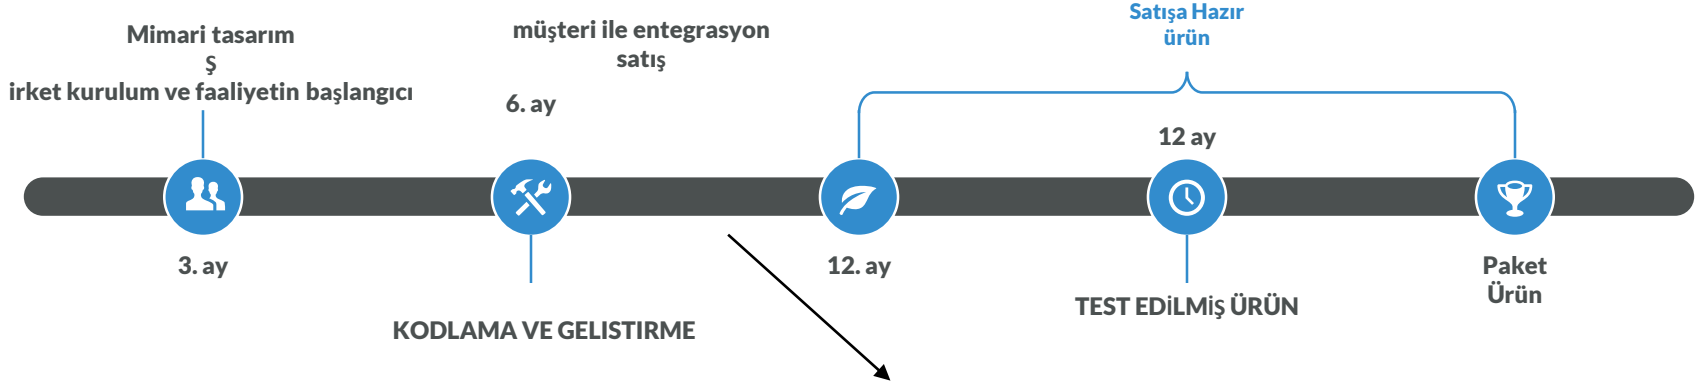 Mimari tasarım
Ş
irket kurulum ve faaliyetin başlangıcı
3. ay
müşteri ile entegrasyon
satış
6. ay
KODLAMA VE GELISTIRME
12. ay
Satışa Hazır
ürün
12 ay
TEST EDİLMİŞ ÜRÜN
Paket
Ürün